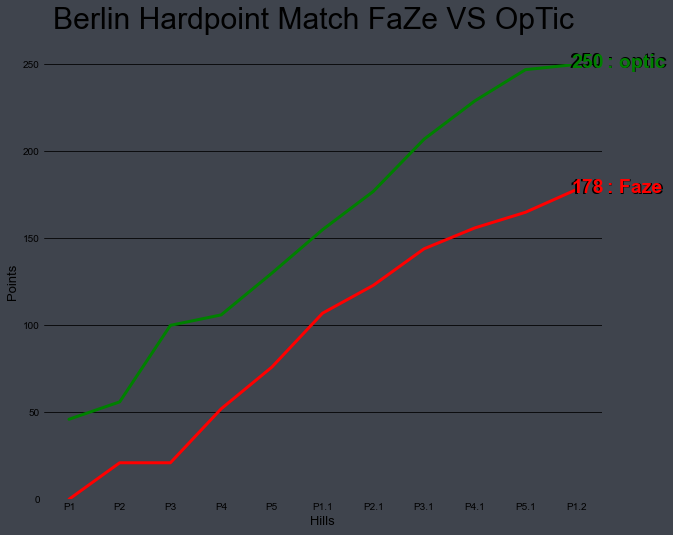 Berlin Hardpoint Match FaZe VS OpTic
250 : optic
178 : Faze
Points
250
200
150
100
50
0
P1 P2 P3 P4 P5 P1.1 P2.1 P3.1 P4.1 P5.1 P1.2
Hills